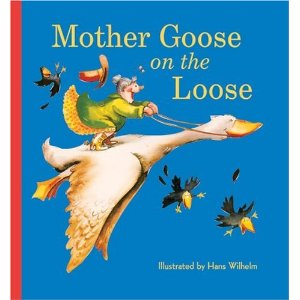 Mother Goose
on the
Loose
Illustrated by Hans Wilhelm